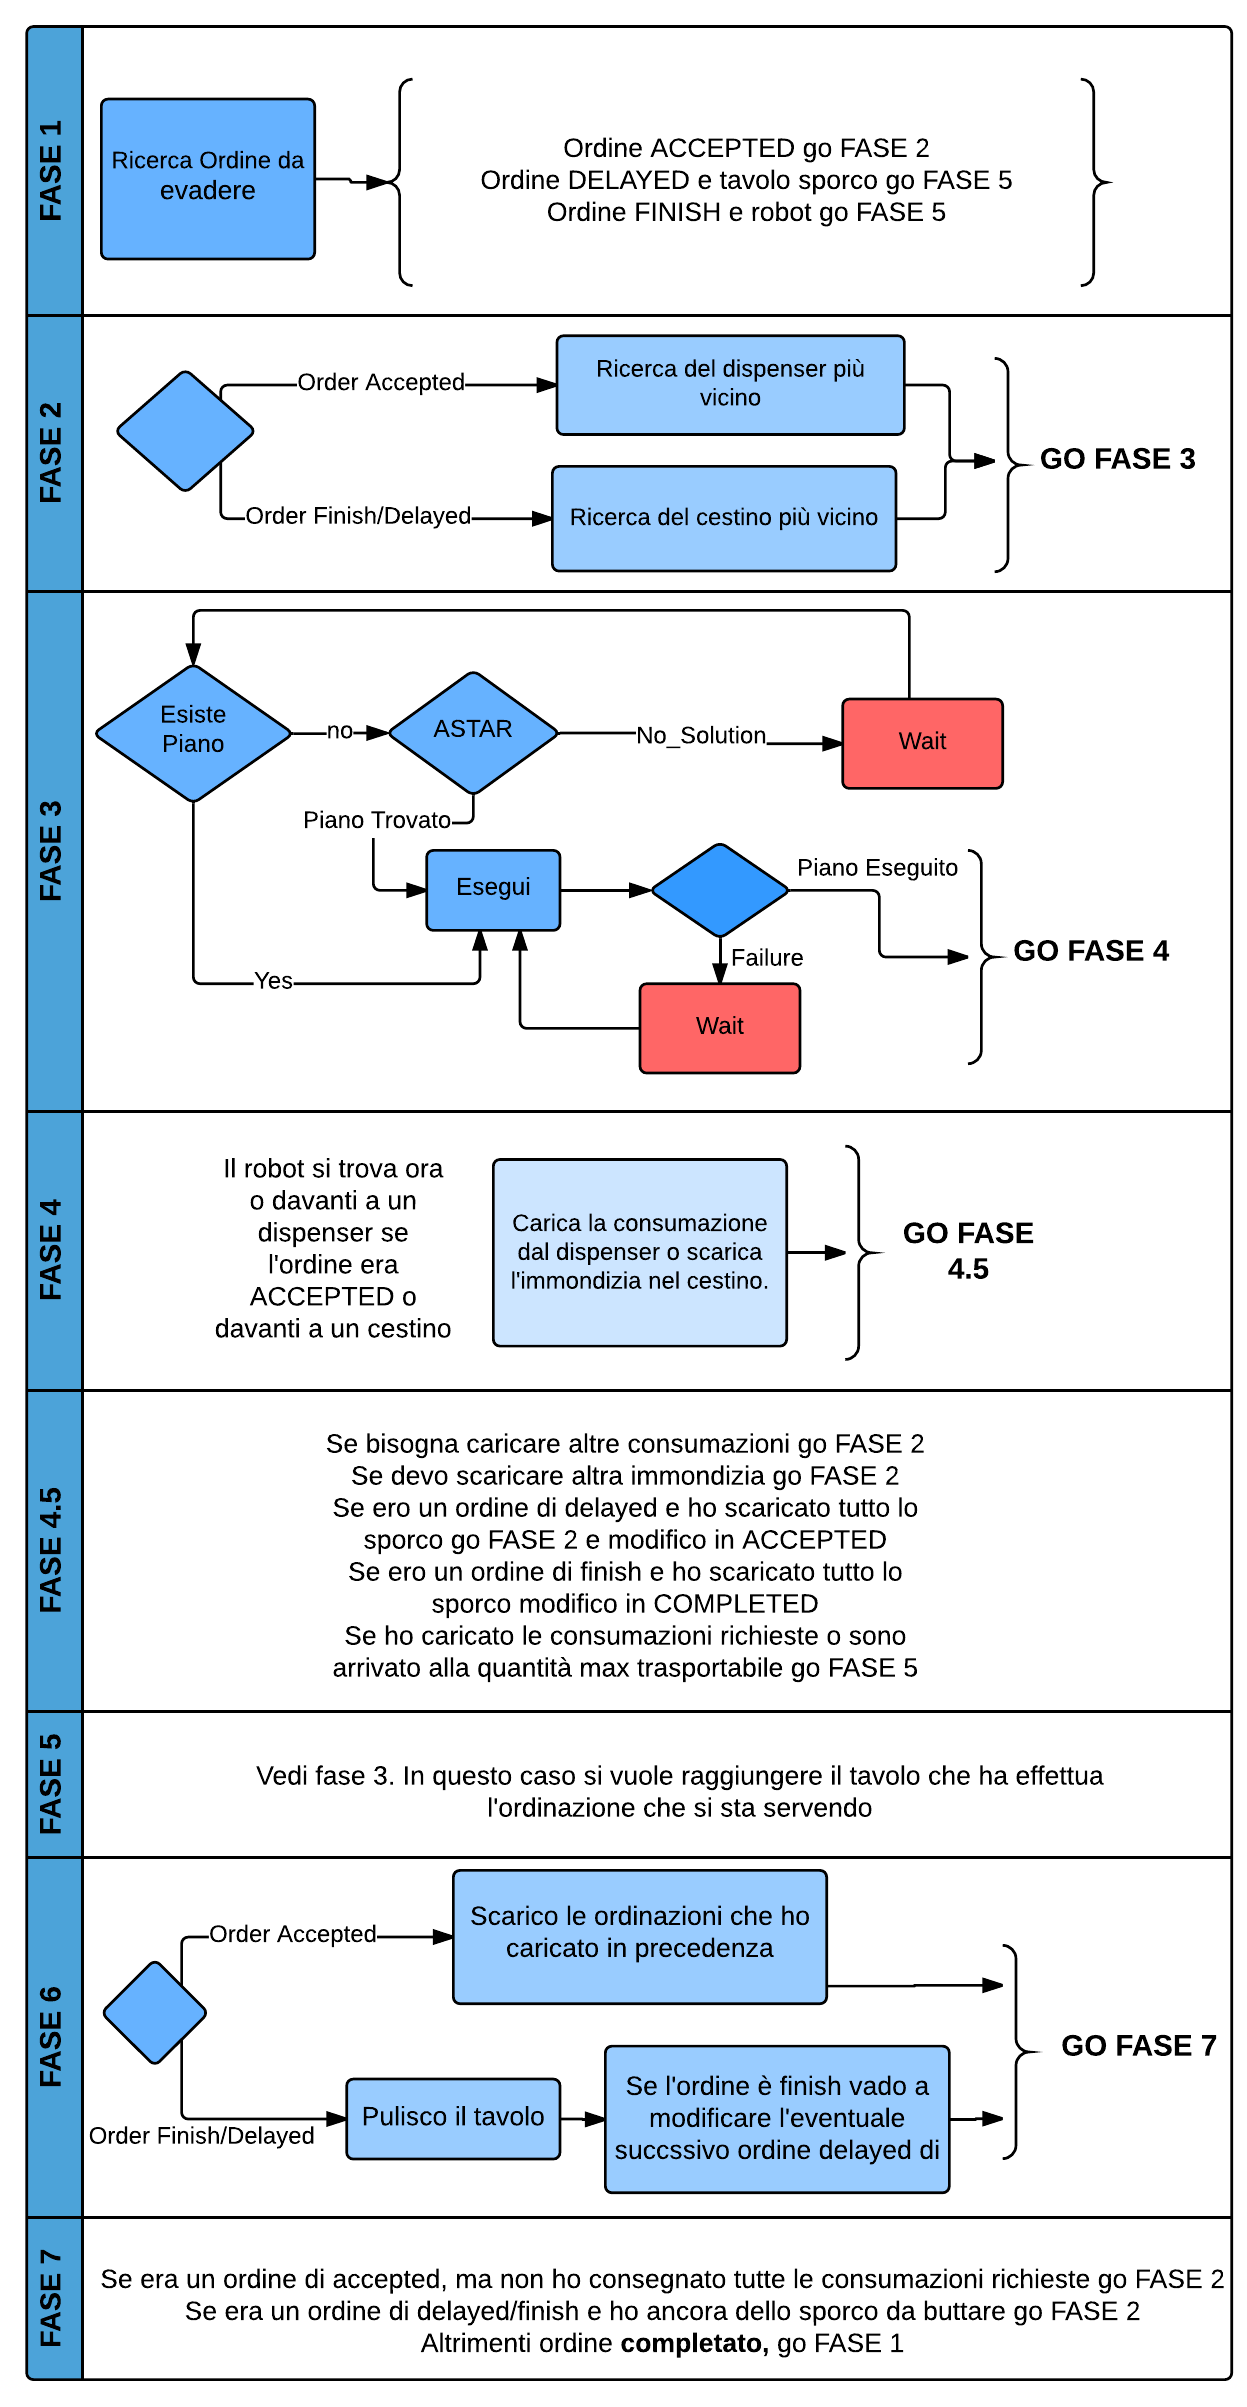 FASE 1
Ricerca Ordine da
evadere
Ordine ACCEPTED go FASE 2
Ordine DELAYED e tavolo sporco go FASE 5
Ordine FINISH e robot go FASE 5
FASE 2
Order Accepted
Ricerca del dispenser più
vicino
Order Finish/Delayed
Ricerca del cestino più vicino
GO FASE 3
FASE 3
Esiste
Piano
no
ASTAR
No_Solution
Wait
Piano Trovato
Esegui
Piano Eseguito
Failure
Yes
Wait
GO FASE 4
FASE 4
Il robot si trova ora
o davanti a un
dispenser se
l'ordine era
ACCEPTED o
davanti a un cestino
Carica la consumazione
dal dispenser o scarica
l'immondizia nel cestino.
GO FASE
4.5
FASE 4.5
Se bisogna caricare altre consumazioni go FASE 2
Se devo scaricare altra immondizia go FASE 2
Se ero un ordine di delayed e ho scaricato tutto lo
sporco go FASE 2 e modifico in ACCEPTED
Se ero un ordine di finish e ho scaricato tutto lo
sporco modifico in COMPLETED
Se ho caricato le consumazioni richieste o sono
arrivato alla quantità max trasportabile go FASE 5
FASE 5
Vedi fase 3. In questo caso si vuole raggiungere il tavolo che ha effettua
l'ordinazione che si sta servendo
FASE 6
Order Accepted
Scarico le ordinazioni che ho
caricato in precedenza
Order Finish/Delayed
Pulisco il tavolo
Se l'ordine è finish vado a
modificare l'eventuale
succssivo ordine delayed di
GO FASE 7
FASE 7
Se era un ordine di accepted, ma non ho consegnato tutte le consumazioni richieste go FASE 2
Se era un ordine di delayed/finish e ho ancora dello sporco da buttare go FASE 2
Altrimenti ordine completato, go FASE 1